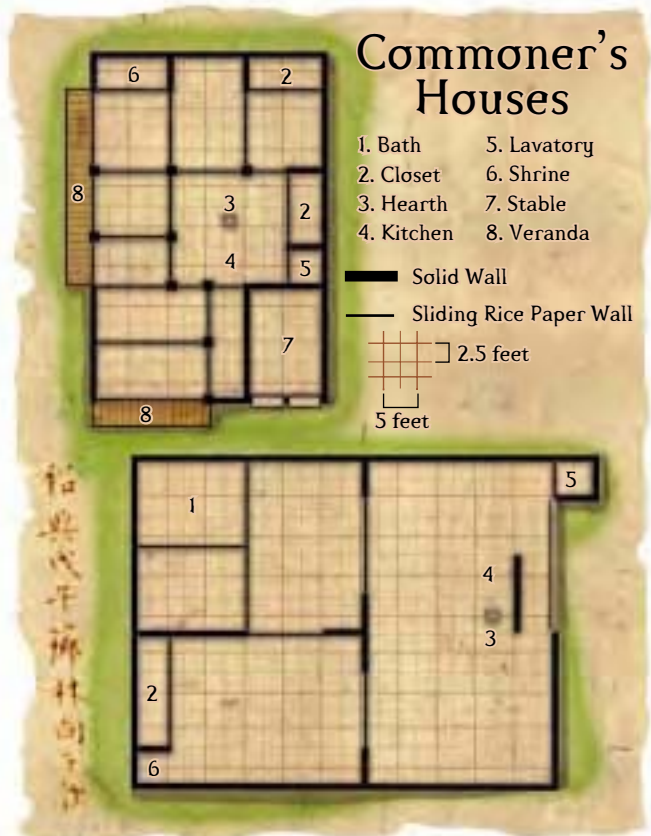 Commoner's
Houses
1. Bath
2. Closet
3. Hearth
4. Kitchen
5. Lavatory
6. Shrine
7. Stable
8. Veranda
Solid Wall
Sliding Rice Paper Wall
2.5 feet
5 feet
6
2
8
3
2
4
5
7
8
5
1
4
3
2
6